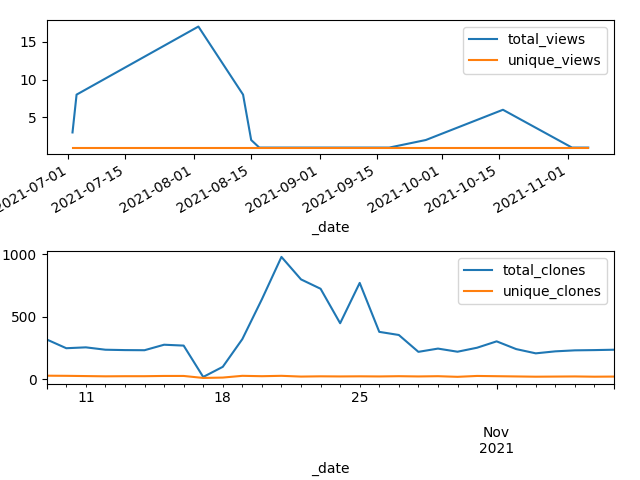 15
10
5
total_views
unique_views
2021-07-01
2021-07-15
2021-08-01
2021-08-15
2021-09-01
2021-09-15
2021-10-01
2021-10-15
2021-11-01
_date
1000
500
0
total_clones
unique_clones
11
18
25
Nov
2021
_date